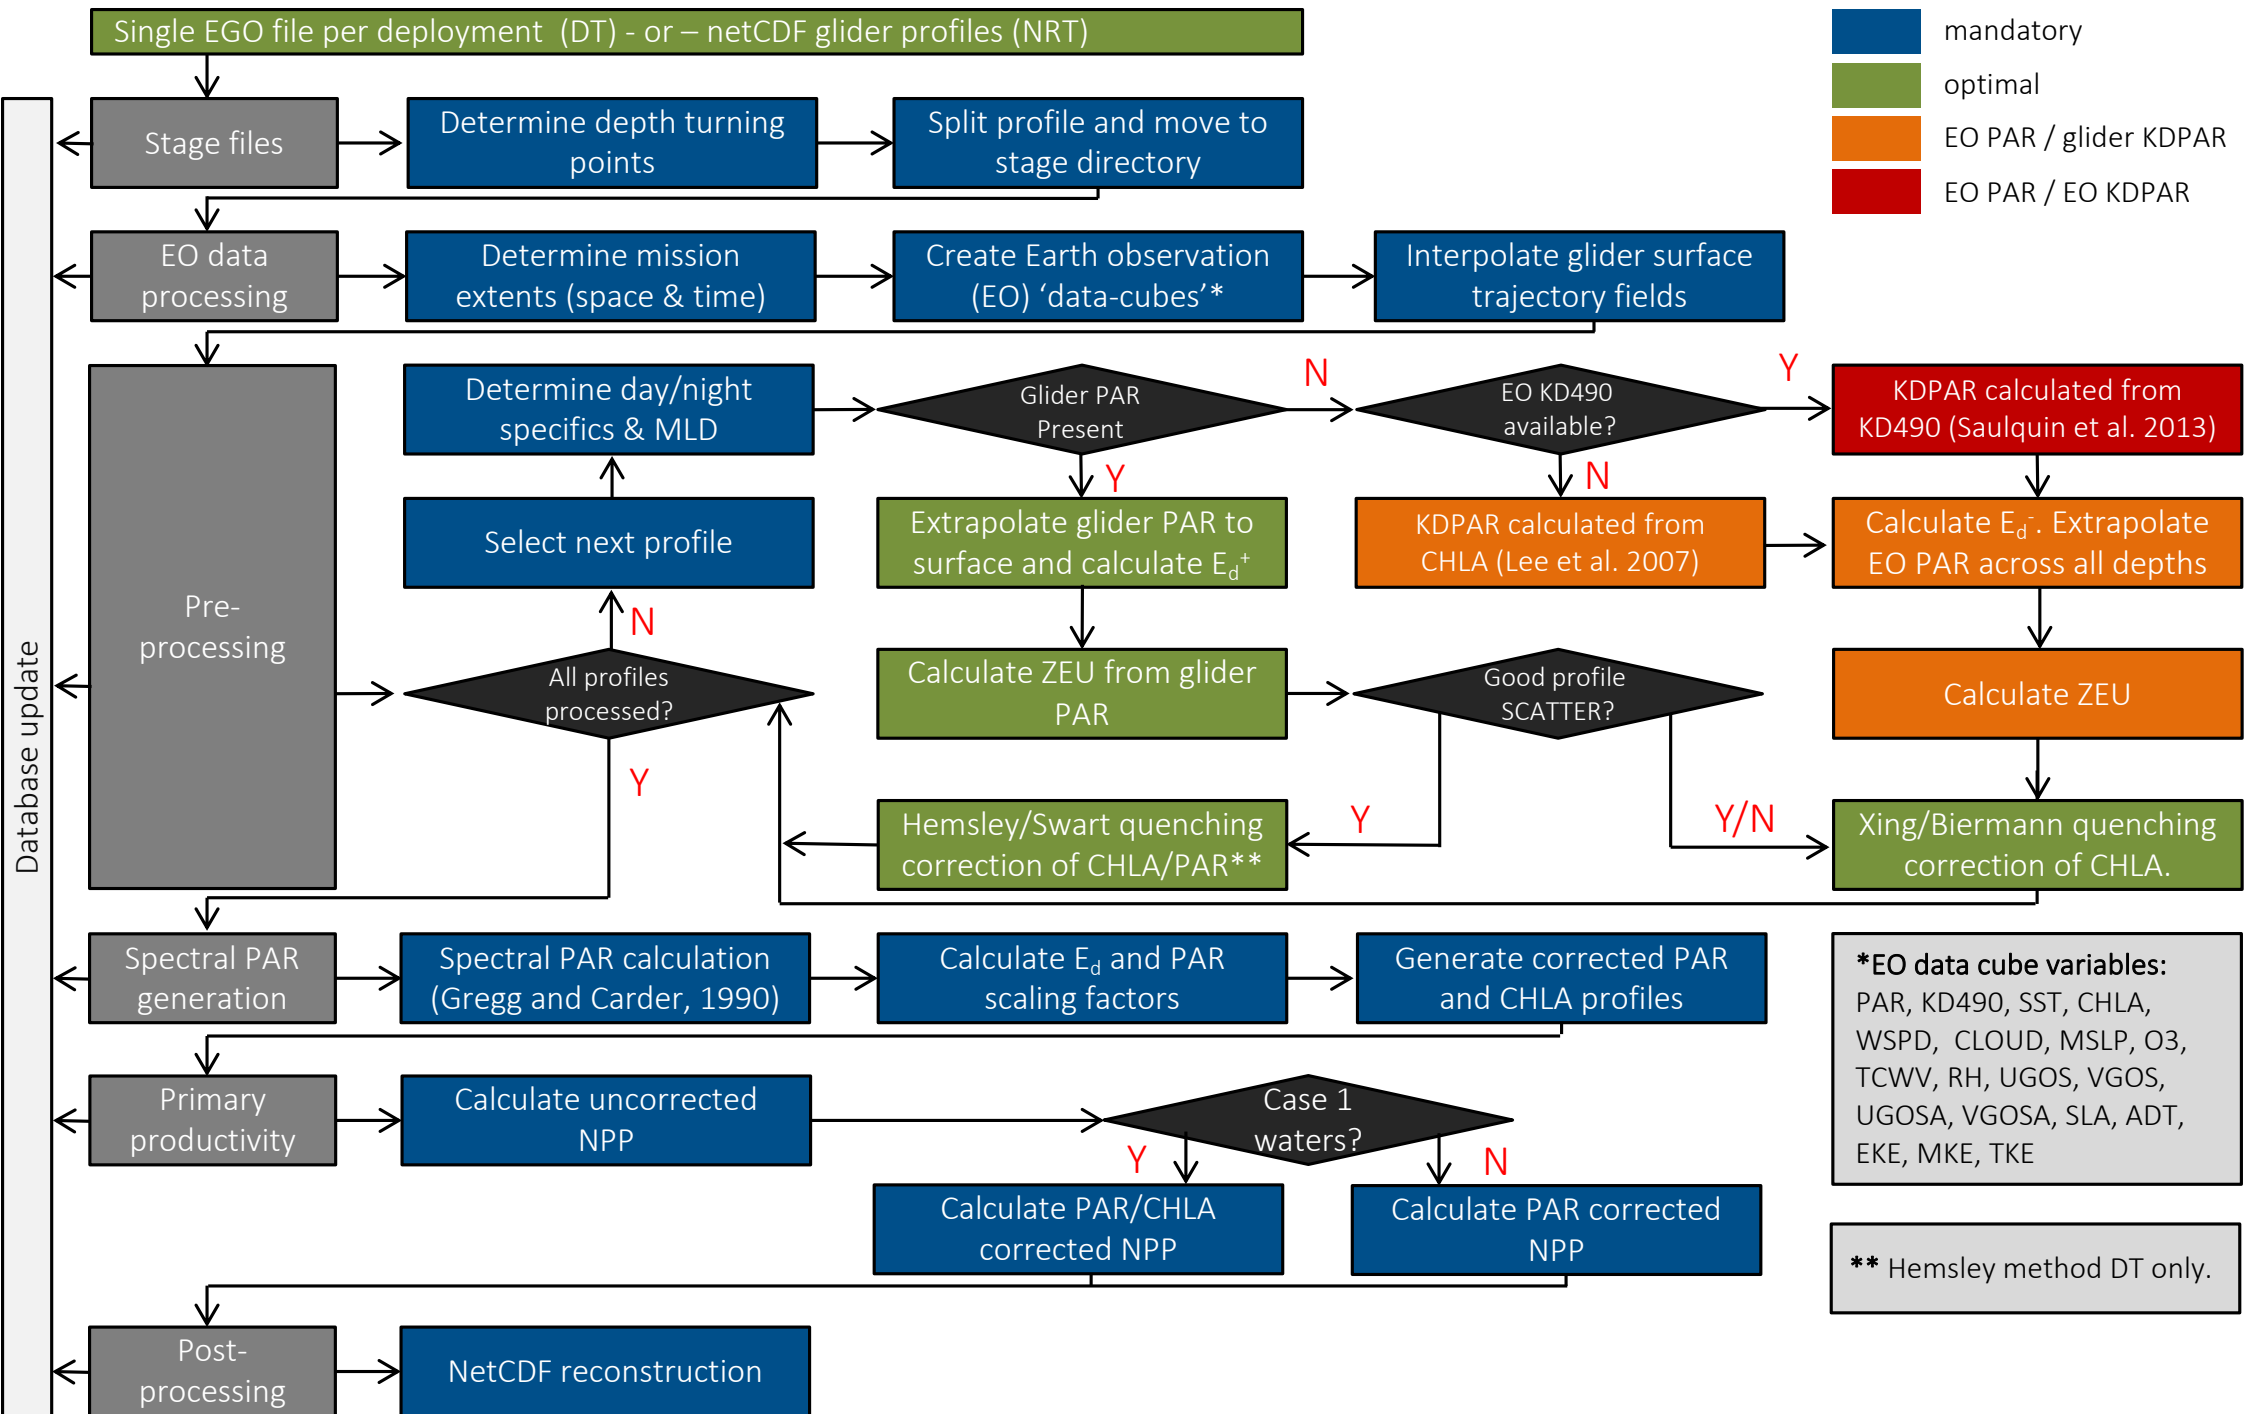 Single EGO file per deployment  (DT) - or – netCDF glider profiles (NRT)
mandatory
optimal
EO PAR / glider KDPAR
EO PAR / EO KDPAR
Database update
Stage files
Determine depth turning
points
Split profile and move to
stage directory
EO data
processing
Determine mission
extents (space & time)
Create Earth observation
(EO) ‘data-cubes’*
Interpolate glider surface
trajectory fields
Pre-
processing
Determine day/night
specifics & MLD
Glider PAR
Present
N
EO KD490
available?
Y
KDPAR calculated from
KD490 (Saulquin et al. 2013)
Y
N
Select next profile
Extrapolate glider PAR to
surface and calculate Ed+
KDPAR calculated from
CHLA (Lee et al. 2007)
Calculate Ed-. Extrapolate
EO PAR across all depths
N
All profiles
processed?
Calculate ZEU from glider
PAR
Good profile
SCATTER?
Calculate ZEU
Y
Hemsley/Swart quenching
correction of CHLA/PAR**
Y
Y/N
Xing/Biermann quenching
correction of CHLA.
Spectral PAR
generation
Spectral PAR calculation
(Gregg and Carder, 1990)
Calculate Ed and PAR
scaling factors
Generate corrected PAR
and CHLA profiles
*EO data cube variables:
PAR, KD490, SST, CHLA,
WSPD,  CLOUD, MSLP, O3,
TCWV, RH, UGOS, VGOS,
UGOSA, VGOSA, SLA, ADT,
EKE, MKE, TKE
Primary
productivity
Calculate uncorrected
NPP
Case 1
waters?
Y
N
Calculate PAR/CHLA
corrected NPP
Calculate PAR corrected
NPP
** Hemsley method DT only.
Post-
processing
NetCDF reconstruction